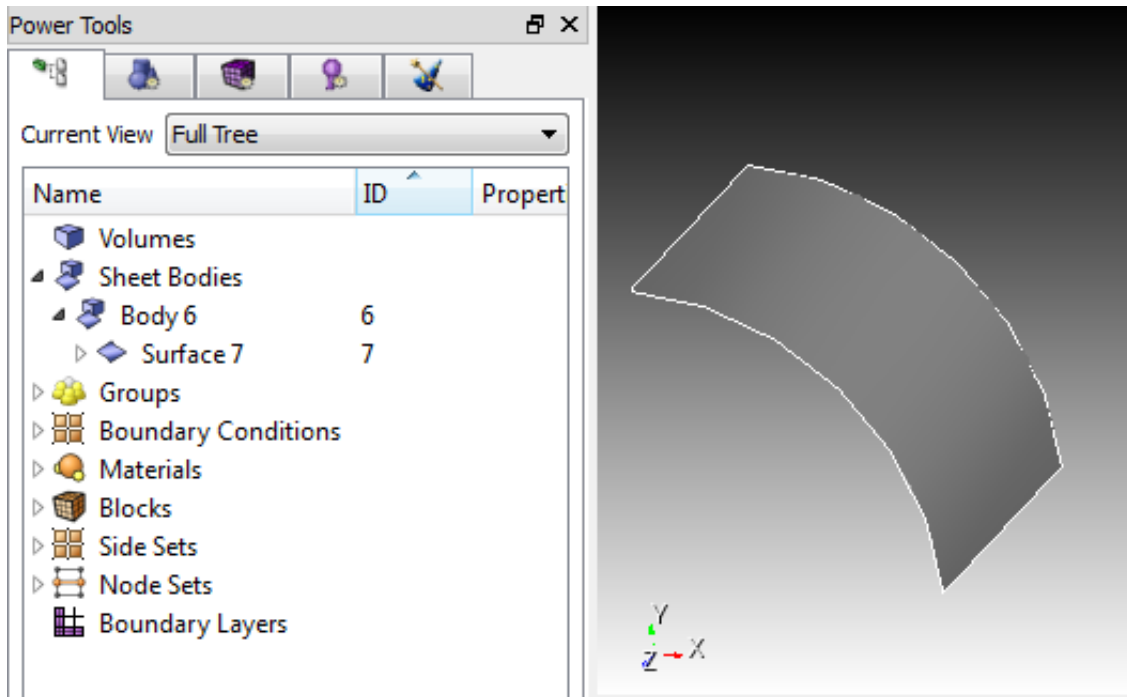 Power Tools
Current View Full Tree
Name ID Propert
Volumes
Sheet Bodies
Body 6 6
Surface 7 7
Groups
Boundary Conditions
Materials
Blocks
Side Sets
Node Sets
Boundary Layers
Y
Z X